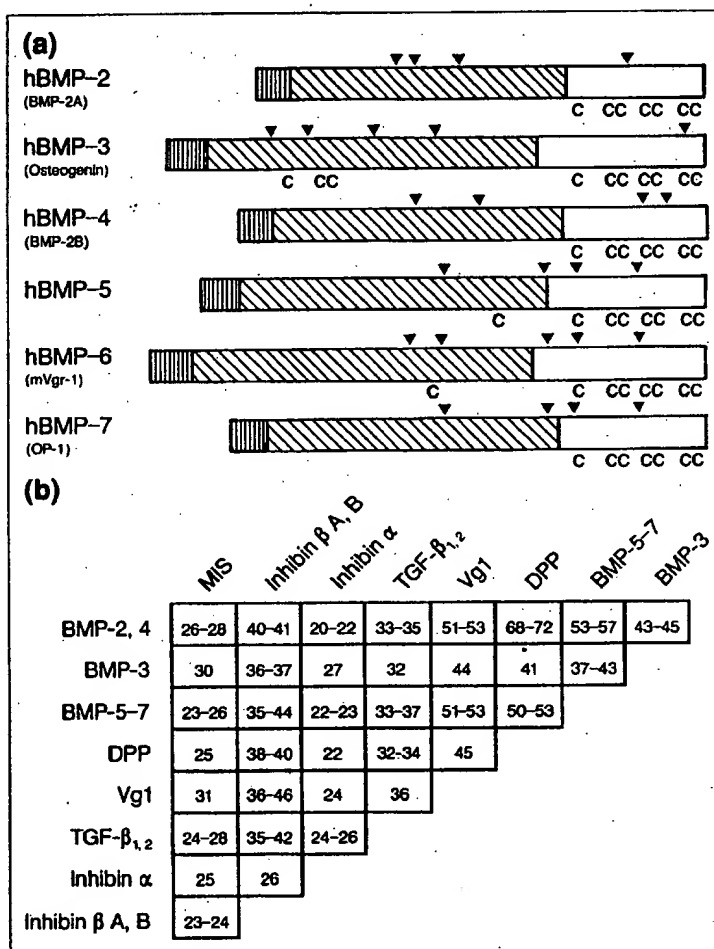 (a)
hBMP-2
(BMP-2A)
C CC CC CC
hBMP-3
(Osteogenin)
C CC C CC CC CC
hBMP-4
(BMP-2B)
C CC CC CC
hBMP-5
C C CC CC CC
hBMP-6
(mVgr-1)
C C CC CC CC
hBMP-7
(OP-1)
C CC CC CC
(b)
MIS Inhibin β A, B Inhibin α TGF-β1,2 Vg1 DPP BMP-5-7 BMP-3
BMP-2, 4 26-28 40-41 20-22 33-35 51-53 68-72 53-57 43-45
BMP-3 30 36-37 27 32 44 41 37-43
BMP-5-7 23-26 35-44 22-23 33-37 51-53 50-53
DPP 25 38-40 22 32-34 45
Vg1 31 36-46 24 36
TGF-β1,2 24-28 35-42 24-26
Inhibin α 25 26
Inhibin β A, B 23-24